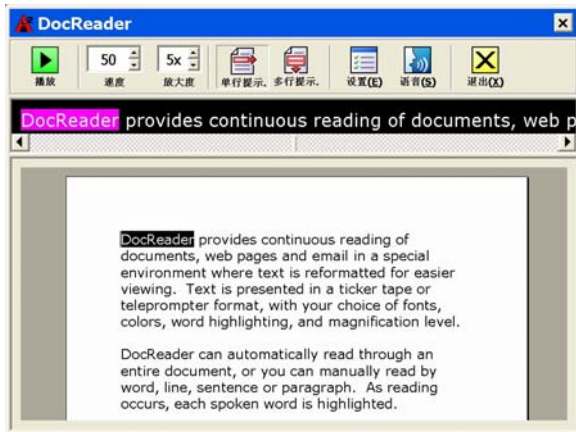 DocReader
50 5x
播放 速度 放大度 单行提示. 多行提示. 设置(E) 语音(S) 退出(X)
DocReader provides continuous reading of documents, web p
DocReader provides continuous reading of
documents, web pages and email in a special
environment where text is reformatted for easier
viewing. Text is presented in a ticker tape or
teleprompter format, with your choice of fonts,
colors, word highlighting, and magnification level.
DocReader can automatically read through an
entire document, or you can manually read by
word, line, sentence or paragraph. As reading
occurs, each spoken word is highlighted.